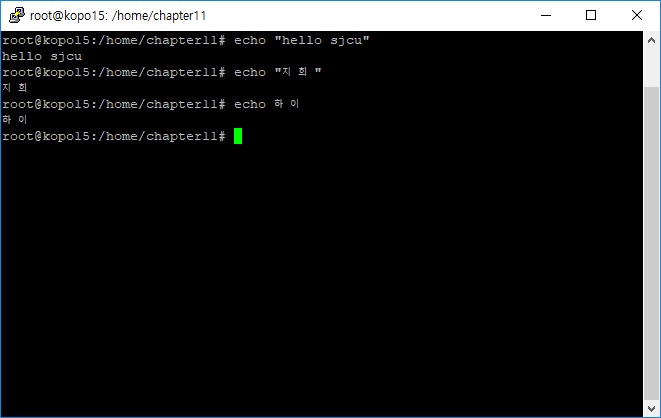 root@kopo15: /home/chapter11
root@kopo15:/home/chapter11# echo "hello sjcu"
hello sjcu
root@kopo15:/home/chapter11# echo "지희"
지희
root@kopo15:/home/chapter11# echo 하이
하이
root@kopo15:/home/chapter11#